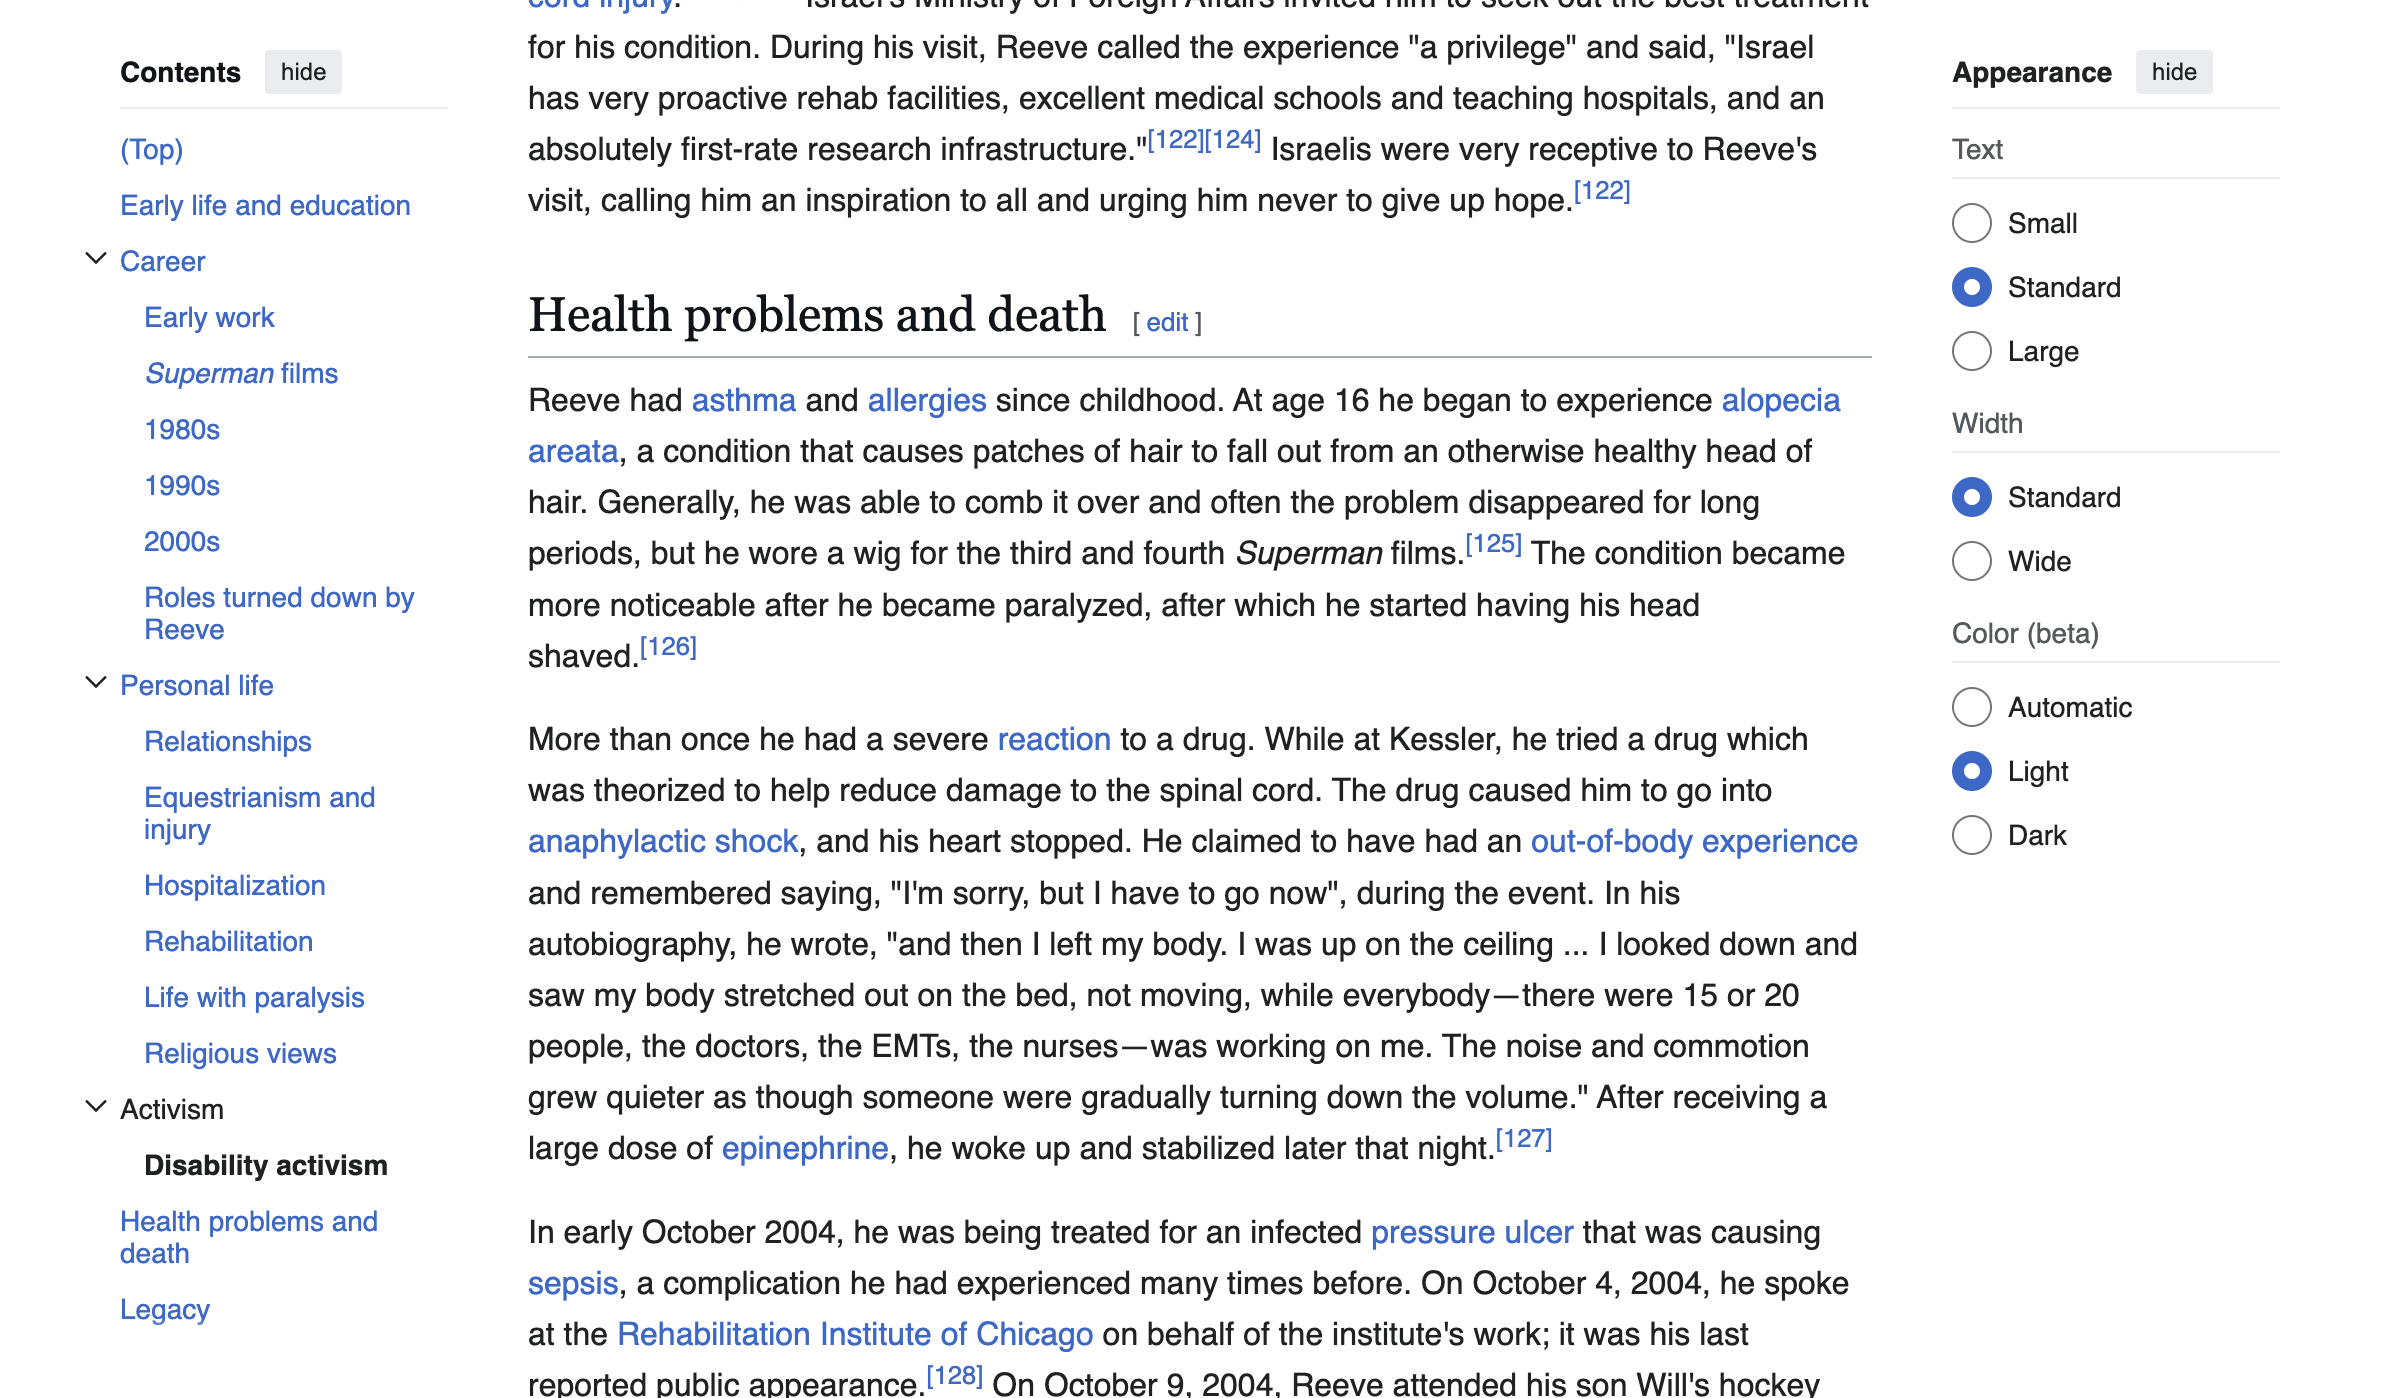 Contents hide
(Top)
Early life and education
Career
Early work
Superman films
1980s
1990s
2000s
Roles turned down by
Reeve
Personal life
Relationships
Equestrianism and
injury
Hospitalization
Rehabilitation
Life with paralysis
Religious views
Activism
Disability activism
Health problems and
death
Legacy
cord injury. Israel's Ministry of Foreign Affairs invited him to seek out the best treatment
for his condition. During his visit, Reeve called the experience "a privilege" and said, "Israel
has very proactive rehab facilities, excellent medical schools and teaching hospitals, and an
absolutely first-rate research infrastructure."[122][124] Israelis were very receptive to Reeve's
visit, calling him an inspiration to all and urging him never to give up hope.[122]
Health problems and death [ edit ]
Reeve had asthma and allergies since childhood. At age 16 he began to experience alopecia
areata, a condition that causes patches of hair to fall out from an otherwise healthy head of
hair. Generally, he was able to comb it over and often the problem disappeared for long
periods, but he wore a wig for the third and fourth Superman films.[125] The condition became
more noticeable after he became paralyzed, after which he started having his head
shaved.[126]
More than once he had a severe reaction to a drug. While at Kessler, he tried a drug which
was theorized to help reduce damage to the spinal cord. The drug caused him to go into
anaphylactic shock, and his heart stopped. He claimed to have had an out-of-body experience
and remembered saying, "I'm sorry, but I have to go now", during the event. In his
autobiography, he wrote, "and then I left my body. I was up on the ceiling ... I looked down and
saw my body stretched out on the bed, not moving, while everybody—there were 15 or 20
people, the doctors, the EMTs, the nurses—was working on me. The noise and commotion
grew quieter as though someone were gradually turning down the volume." After receiving a
large dose of epinephrine, he woke up and stabilized later that night.[127]
In early October 2004, he was being treated for an infected pressure ulcer that was causing
sepsis, a complication he had experienced many times before. On October 4, 2004, he spoke
at the Rehabilitation Institute of Chicago on behalf of the institute's work; it was his last
reported public appearance.[128] On October 9, 2004, Reeve attended his son Will's hockey
Appearance hide
Text
Small
Standard
Large
Width
Standard
Wide
Color (beta)
Automatic
Light
Dark